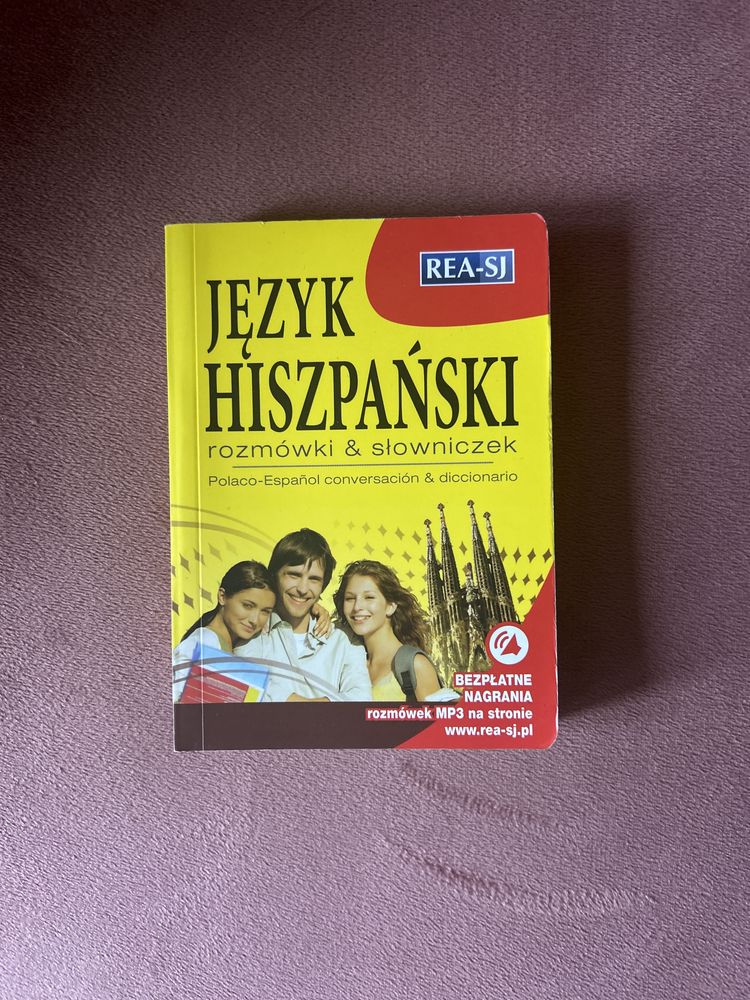 REA-SJ
JĘZYK
HISZPAŃSKI
rozmówki & słowniczek
Polaco-Español conversación & diccionario
BEZPŁATNE
NAGRANIA
rozmówek MP3 na stronie
www.rea-sj.pl